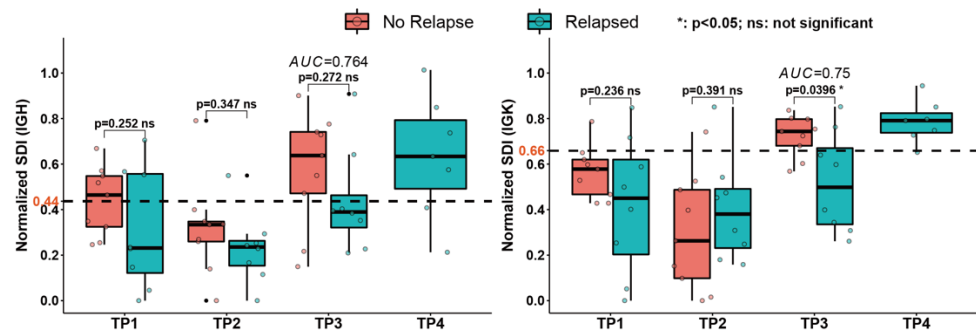 No Relapse Relapsed *: p<0.05; ns: not significant
Normalized SDI (IGH)
1.0
0.8
0.6
0.4
0.2
0.0
0.44
p=0.252 ns
p=0.347 ns
AUC=0.764
p=0.272 ns
TP1 TP2 TP3 TP4
Normalized SDI (IGK)
1.0
0.8
0.6
0.4
0.2
0.0
0.66
p=0.236 ns
p=0.391 ns
AUC=0.75
p=0.0396 *
TP1 TP2 TP3 TP4